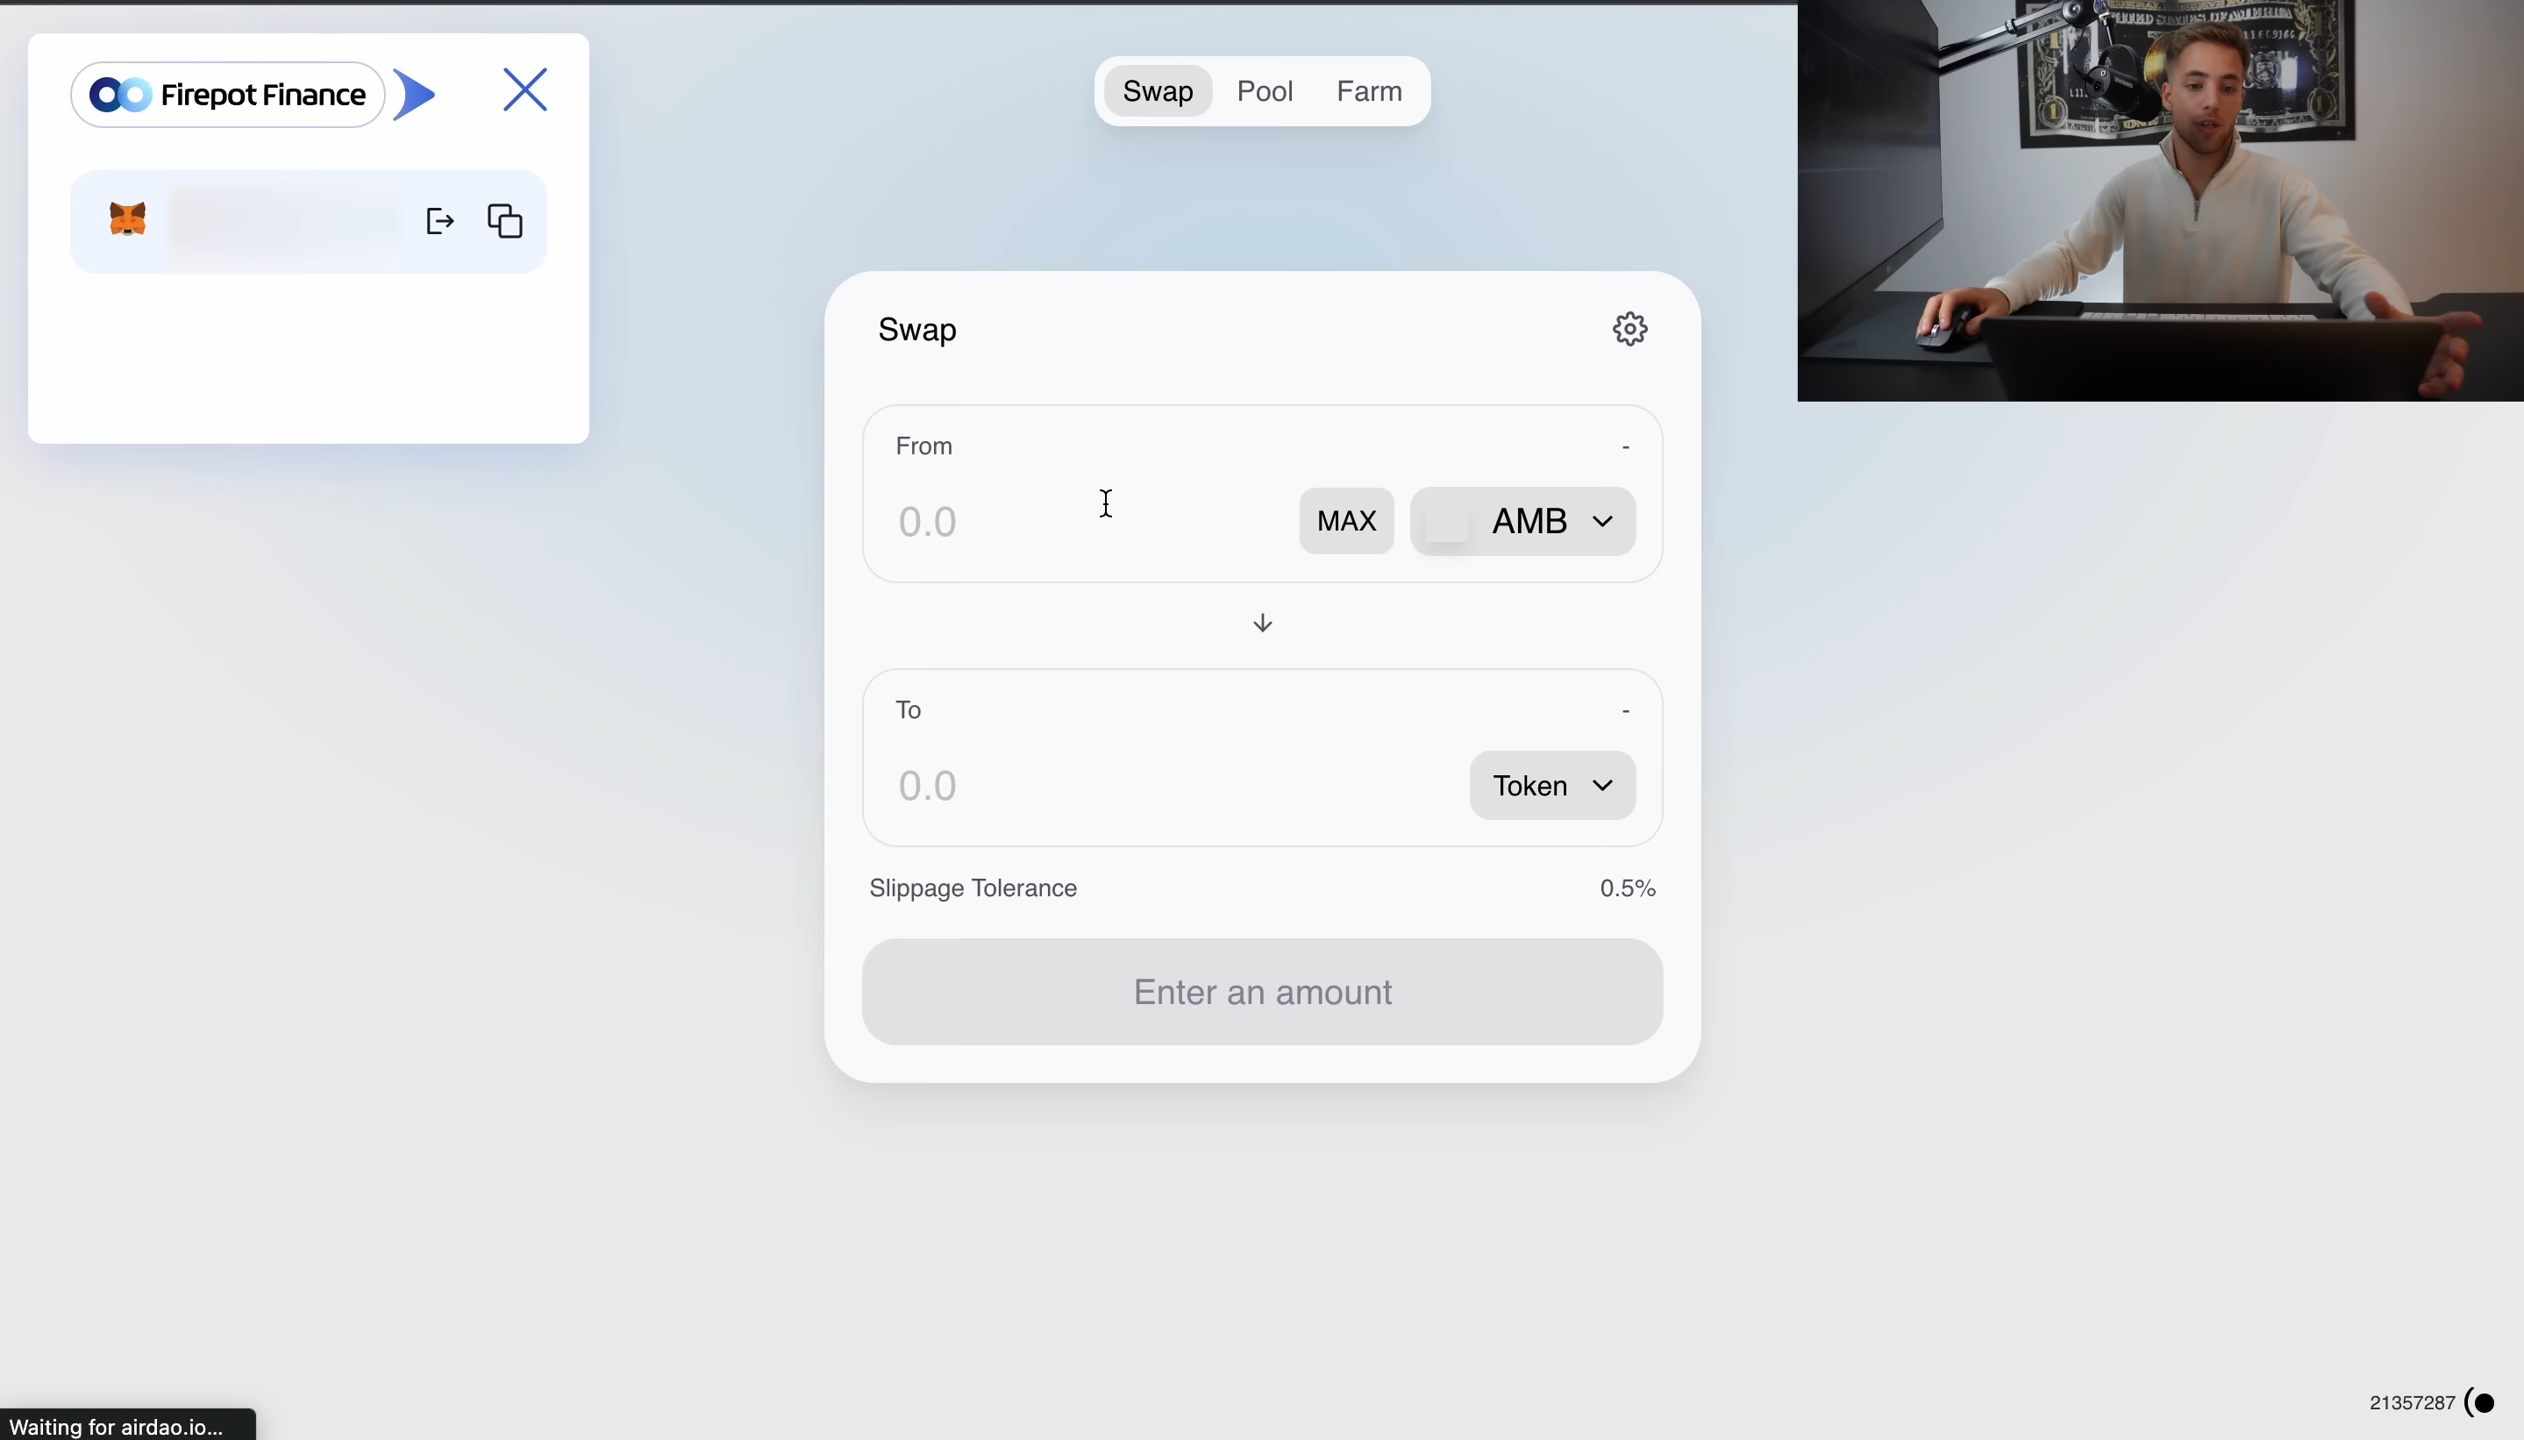 Firepot Finance
Swap
Pool
Farm
Swap
From
-
0.0
MAX
AMB
To
-
0.0
Token
Slippage Tolerance
0.5%
Enter an amount
21357287
Waiting for airdao.io...